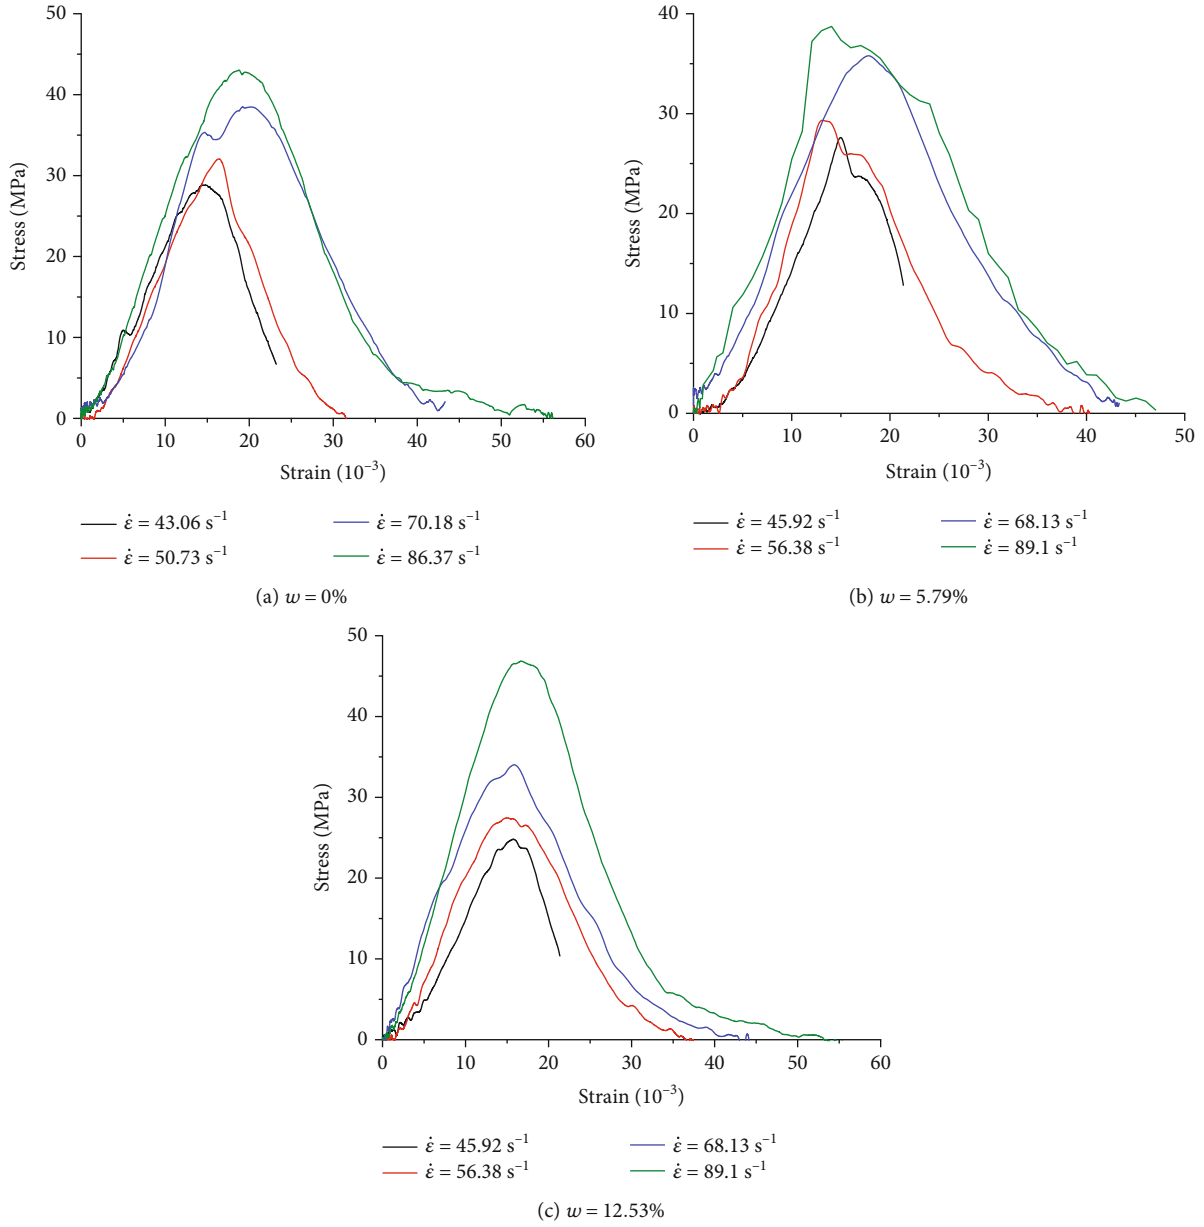 50
40
30
20
10
0
Stress (MPa)
0 10 20 30 40 50 60
Strain (10⁻³)
ε̇ = 43.06 s⁻¹
ε̇ = 50.73 s⁻¹
ε̇ = 70.18 s⁻¹
ε̇ = 86.37 s⁻¹
(a) w = 0%
40
30
20
10
0
Stress (MPa)
0 10 20 30 40 50
Strain (10⁻³)
ε̇ = 45.92 s⁻¹
ε̇ = 56.38 s⁻¹
ε̇ = 68.13 s⁻¹
ε̇ = 89.1 s⁻¹
(b) w = 5.79%
50
40
30
20
10
0
Stress (MPa)
0 10 20 30 40 50 60
Strain (10⁻³)
ε̇ = 45.92 s⁻¹
ε̇ = 56.38 s⁻¹
ε̇ = 68.13 s⁻¹
ε̇ = 89.1 s⁻¹
(c) w = 12.53%